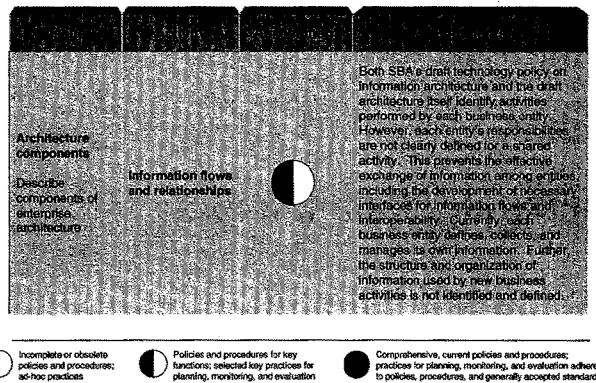 Architecture
components
Describe
components of
enterprise
architecture
Information flows
and relationships
Both SBA's draft technology policy on
information architecture and the draft
architecture itself identify activities
performed by each business entity.
However, each entity's responsibilities
are not clearly defined for a shared
activity. This prevents the effective
exchange of information among entities,
including the development of necessary
interfaces for information flows and
interoperability. Currently, each
business entity defines, collects, and
manages its own information. Further,
the structure and organization of
information used by new business
activities is not identified and defined.
Incomplete or obsolete
policies and procedures;
ad-hoc practices
Policies and procedures for key
functions; selected key practices for
planning, monitoring, and evaluation
Comprehensive, current policies and procedures;
practices for planning, monitoring, and evaluation adhere
to policies, procedures, and generally accepted standards